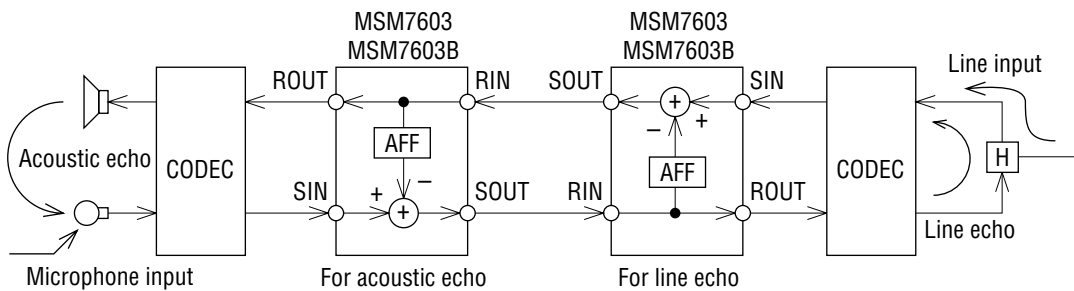 MSM7603
MSM7603B
MSM7603
MSM7603B
Line input
ROUT
RIN
SOUT
SIN
+
+
−
AFF
Acoustic echo
CODEC
AFF
CODEC
H
−
SIN
+
+
SOUT
RIN
ROUT
Line echo
Microphone input
For acoustic echo
For line echo